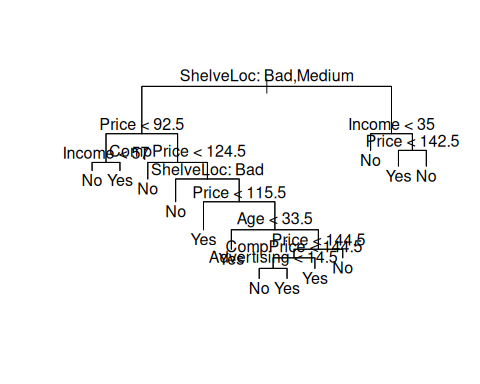 ShelveLoc: Bad,Medium
Price < 92.5
Income < 35
Price < 142.5
Income < 57
CompPrice < 124.5
No
ShelveLoc: Bad
No Yes
No
Yes No
Price < 115.5
No
Age < 33.5
Yes
Price < 144.5
CompPrice < 144.5
Yes
Advertising < 14.5
No
Yes
No Yes